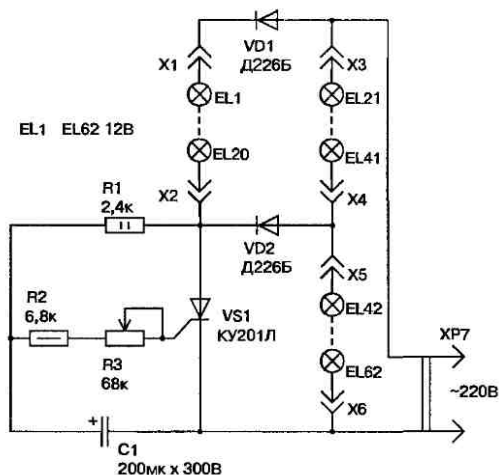 VD1
Д226Б
X1
X3
EL1
EL21
EL1 EL62 12В
EL20
EL41
R1
2,4к
X2
X4
VD2
Д226Б
X5
R2
6,8к
VS1
КУ201Л
EL42
R3
68к
XP7
EL62
~220В
X6
+
C1
200мк x 300В